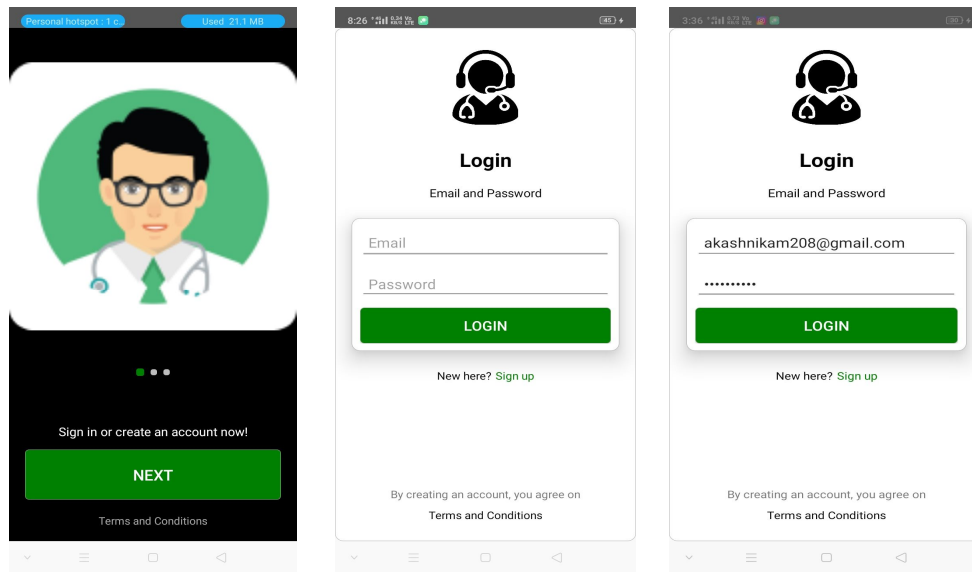 Personal hotspot : 1 c..
Used 21.1 MB
Sign in or create an account now!
NEXT
Terms and Conditions
8:26
45
Login
Email and Password
Email
Password
LOGIN
New here? Sign up
By creating an account, you agree on
Terms and Conditions
3:36
Login
Email and Password
akashnikam208@gmail.com
LOGIN
New here? Sign up
By creating an account, you agree on
Terms and Conditions